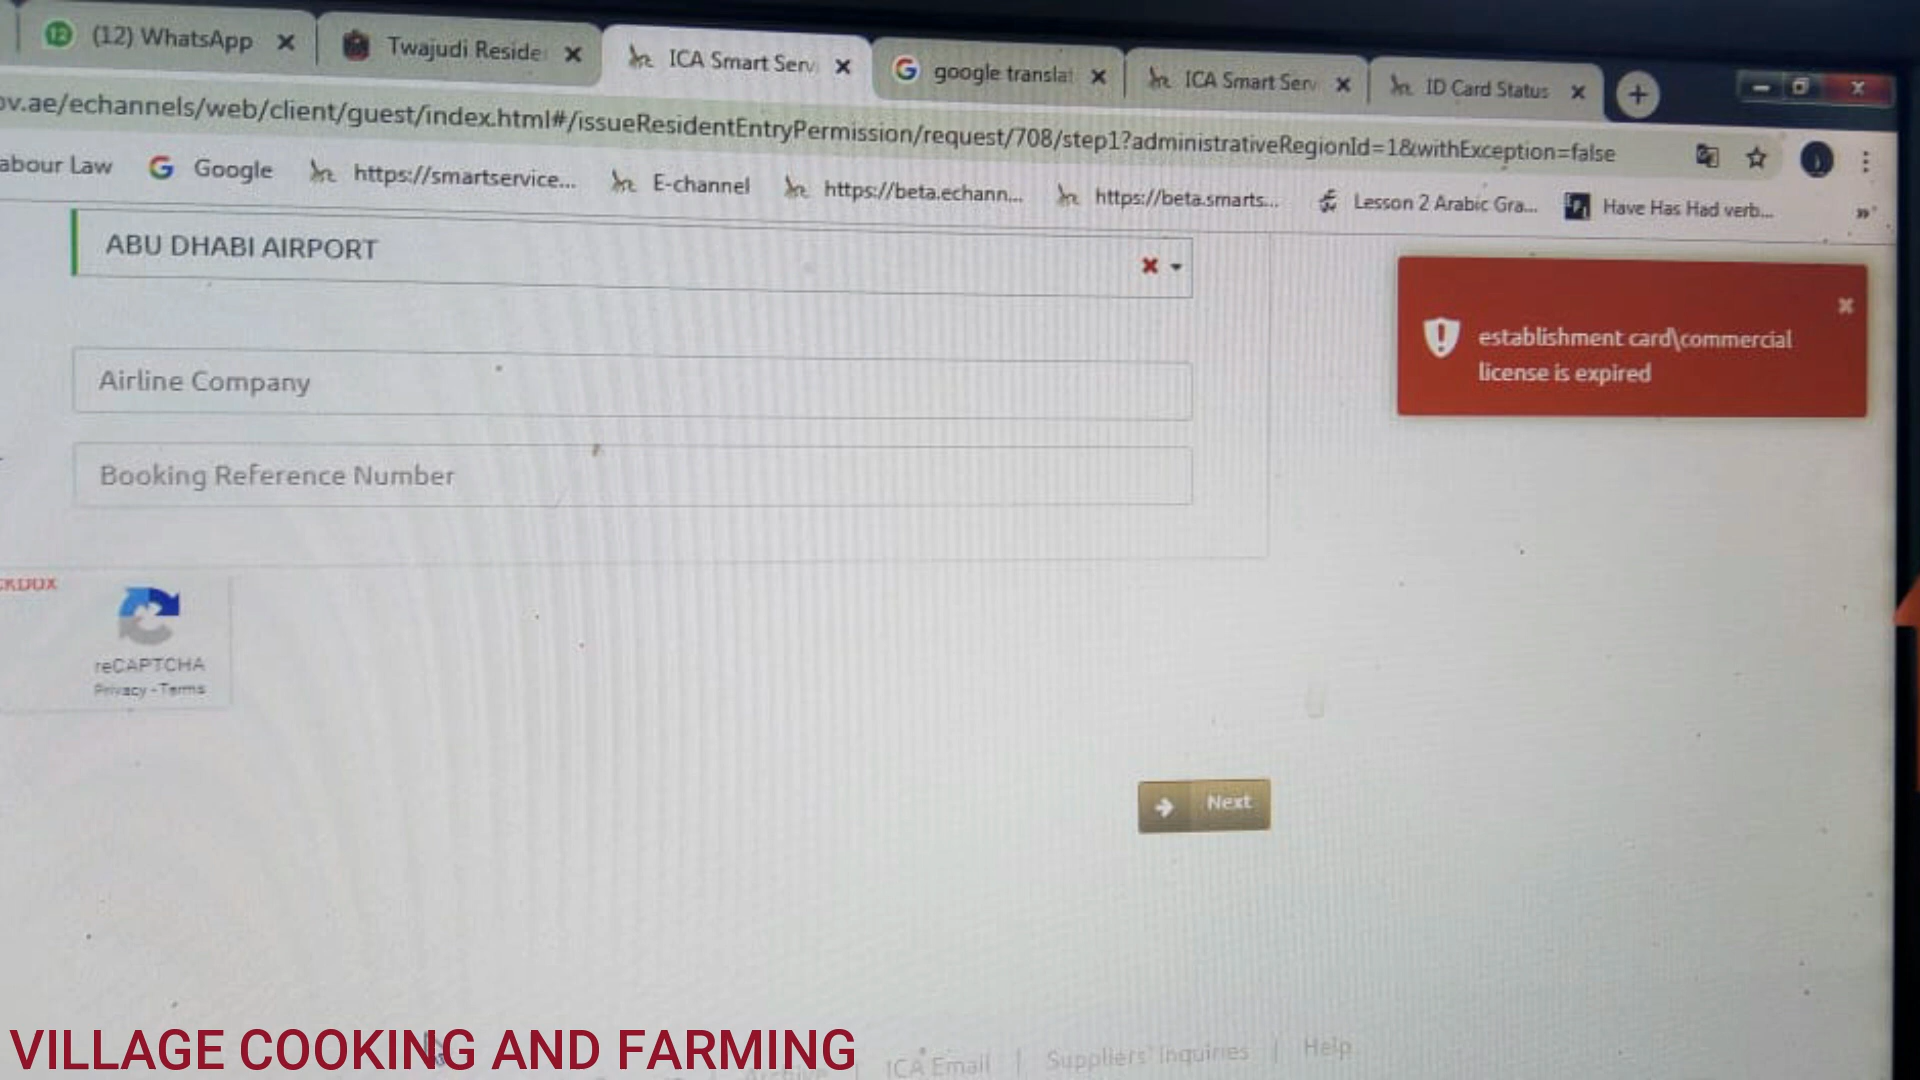 (12) WhatsApp
Twajudi Reside
ICA Smart Serv
google translat
ICA Smart Serv
ID Card Status
ov.ae/echannels/web/client/guest/index.html#/issueResidentEntryPermission/request/708/step1?administrativeRegionId=1&withException=false
abour Law
Google
https://smartservice...
E-channel
https://beta.echann...
https://beta.smarts...
Lesson 2 Arabic Gra...
Have Has Had verb...
ABU DHABI AIRPORT
establishment card\commercial
license is expired
Airline Company
Booking Reference Number
reCAPTCHA
Privacy - Terms
Next
VILLAGE COOKING AND FARMING
Archive
ICA Email | Suppliers' Inquiries | Help